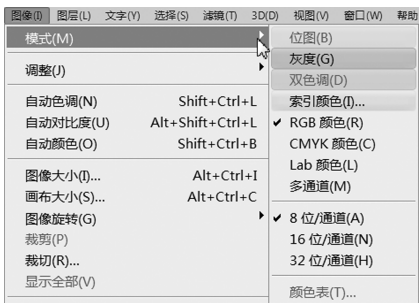 图像(I) 图层(L) 文字(Y) 选择(S) 滤镜(T) 3D(D) 视图(V) 窗口(W) 帮助
模式(M)
调整(J)
自动色调(N) Shift+Ctrl+L
自动对比度(U) Alt+Shift+Ctrl+L
自动颜色(O) Shift+Ctrl+B
图像大小(I)... Alt+Ctrl+I
画布大小(S)... Alt+Ctrl+C
图像旋转(G)
裁剪(P)
裁切(R)...
显示全部(V)
位图(B)
灰度(G)
双色调(D)
索引颜色(I)...
✓ RGB 颜色(R)
CMYK 颜色(C)
Lab 颜色(L)
多通道(M)
✓ 8 位/通道(A)
16 位/通道(N)
32 位/通道(H)
颜色表(T)...